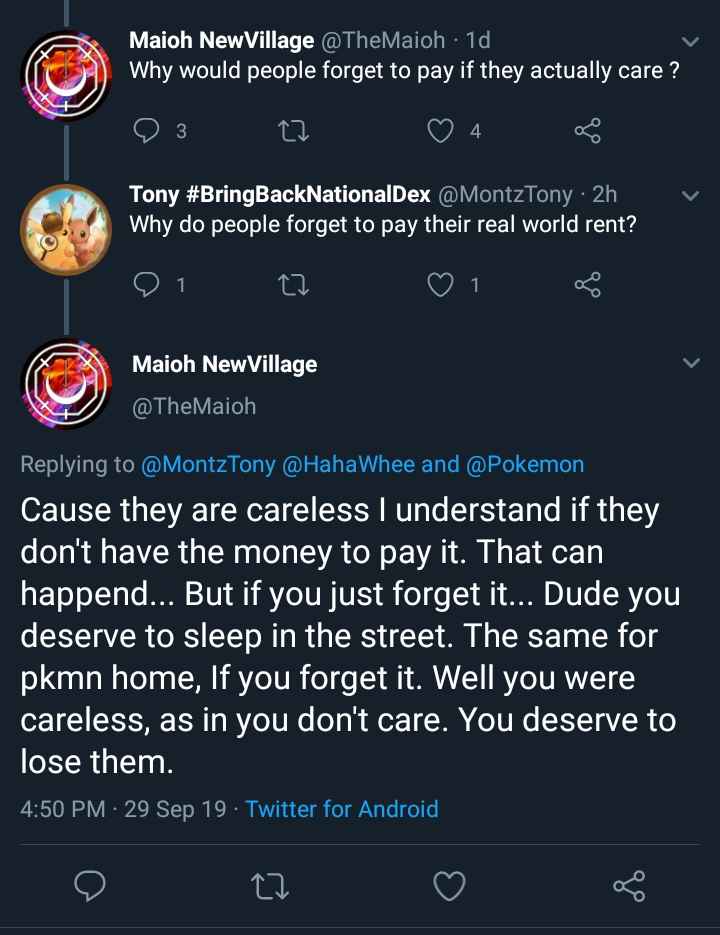 Maioh NewVillage @TheMaioh · 1d
Why would people forget to pay if they actually care ?
3 4
Tony #BringBackNationalDex @MontzTony · 2h
Why do people forget to pay their real world rent?
1 1
Maioh NewVillage
@TheMaioh
Replying to @MontzTony @HahaWhee and @Pokemon
Cause they are careless I understand if they
don't have the money to pay it. That can
happend... But if you just forget it... Dude you
deserve to sleep in the street. The same for
pkmn home, If you forget it. Well you were
careless, as in you don't care. You deserve to
lose them.
4:50 PM · 29 Sep 19 · Twitter for Android